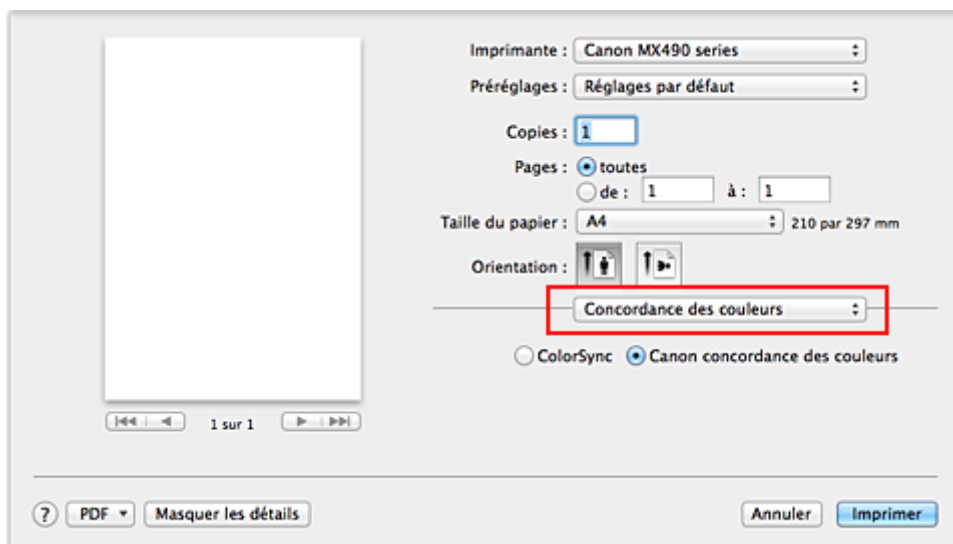 Imprimante : Canon MX490 series
Préréglages : Réglages par défaut
Copies : 1
Pages : toutes
de : 1 à : 1
Taille du papier : A4 210 par 297 mm
Orientation :
Concordance des couleurs
ColorSync Canon concordance des couleurs
1 sur 1
? PDF Masquer les détails Annuler Imprimer